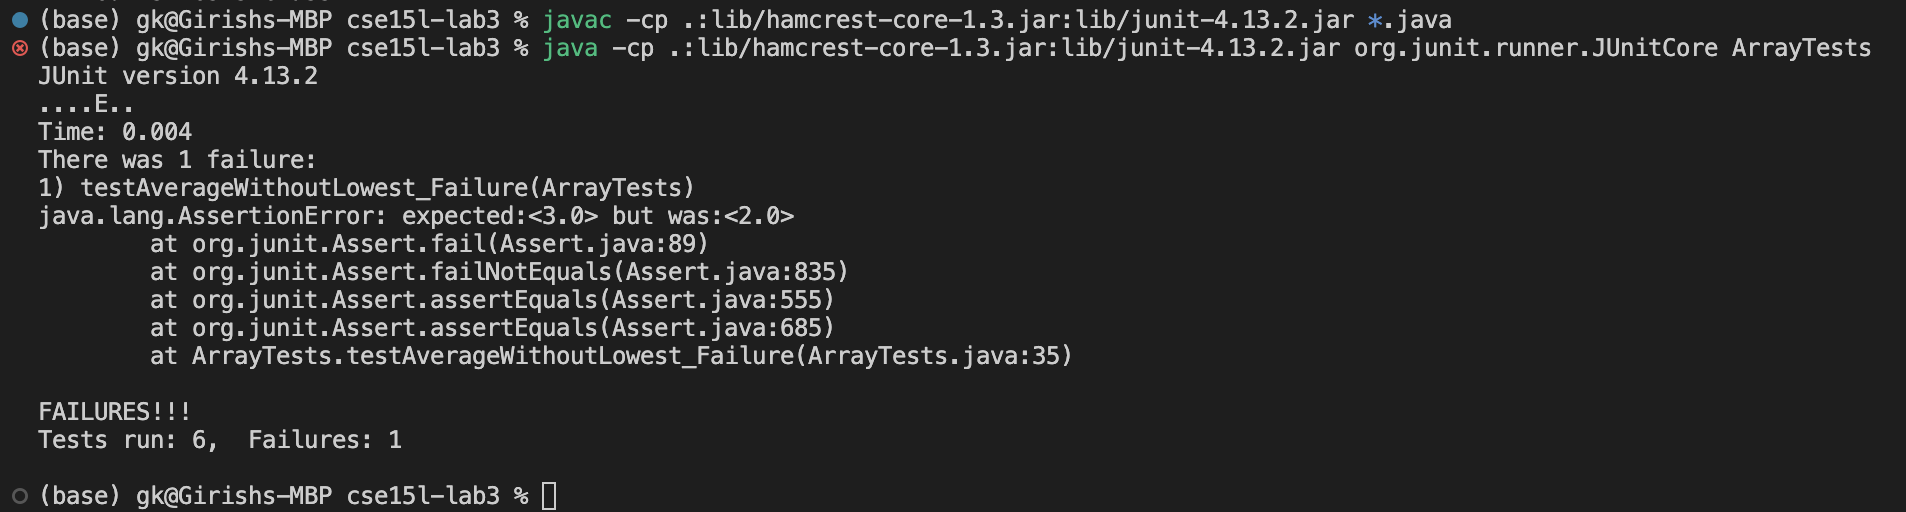 (base) gk@Girishs-MBP cse15l-lab3 % javac -cp .:lib/hamcrest-core-1.3.jar:lib/junit-4.13.2.jar *.java
(base) gk@Girishs-MBP cse15l-lab3 % java -cp .:lib/hamcrest-core-1.3.jar:lib/junit-4.13.2.jar org.junit.runner.JUnitCore ArrayTests
JUnit version 4.13.2
....E..
Time: 0.004
There was 1 failure:
1) testAverageWithoutLowest_Failure(ArrayTests)
java.lang.AssertionError: expected:<3.0> but was:<2.0>
        at org.junit.Assert.fail(Assert.java:89)
        at org.junit.Assert.failNotEquals(Assert.java:835)
        at org.junit.Assert.assertEquals(Assert.java:555)
        at org.junit.Assert.assertEquals(Assert.java:685)
        at ArrayTests.testAverageWithoutLowest_Failure(ArrayTests.java:35)

FAILURES!!!
Tests run: 6,  Failures: 1

(base) gk@Girishs-MBP cse15l-lab3 %